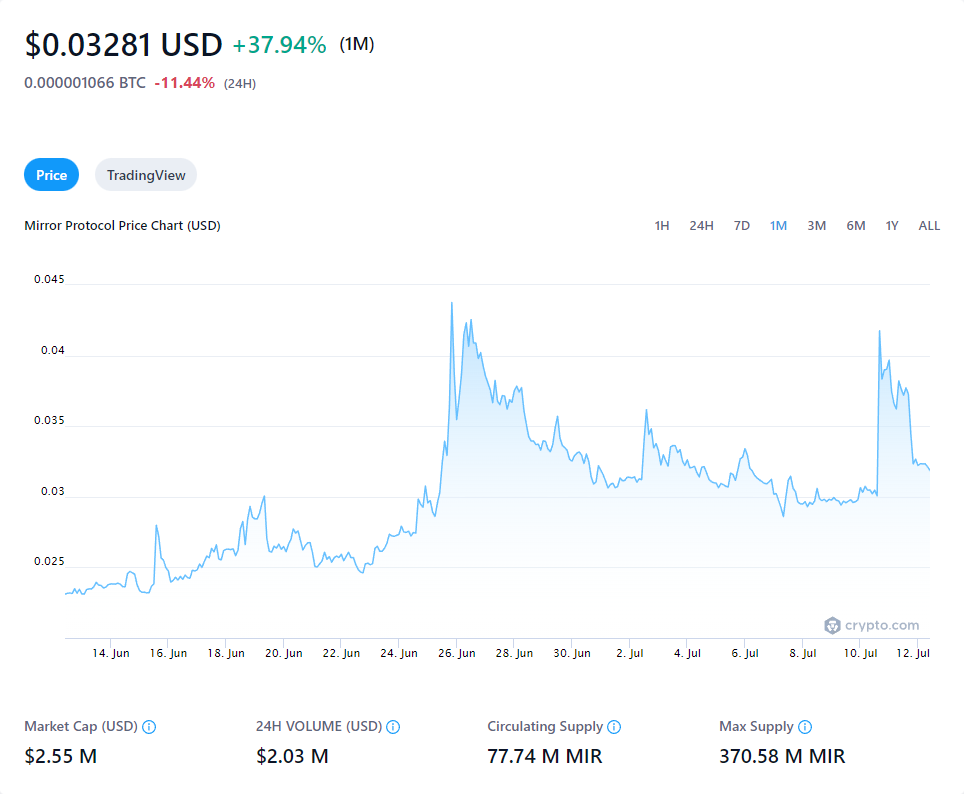 $0.03281 USD +37.94% (1M)
0.000001066 BTC -11.44% (24H)
Price TradingView
Mirror Protocol Price Chart (USD) 1H 24H 7D 1M 3M 6M 1Y ALL
0.045
0.04
0.035
0.03
0.025
crypto.com
14. Jun 16. Jun 18. Jun 20. Jun 22. Jun 24. Jun 26. Jun 28. Jun 30. Jun 2. Jul 4. Jul 6. Jul 8. Jul 10. Jul 12. Jul
Market Cap (USD) 24H VOLUME (USD) Circulating Supply Max Supply
$2.55 M $2.03 M 77.74 M MIR 370.58 M MIR